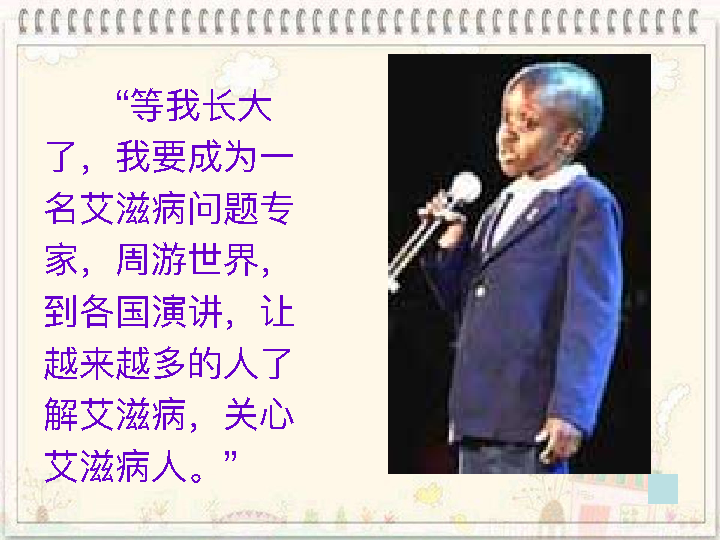 “等我长大
了，我要成为一
名艾滋病问题专
家，周游世界，
到各国演讲，让
越来越多的人了
解艾滋病，关心
艾滋病人。”